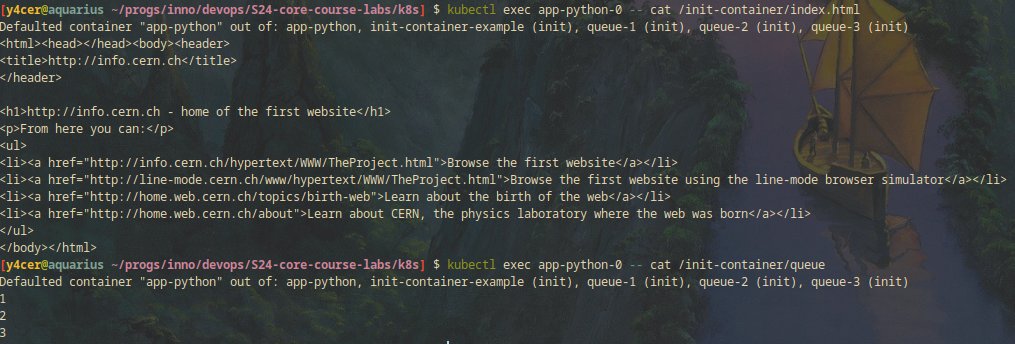 [y4cer@aquarius ~/progs/inno/devops/S24-core-course-labs/k8s] $ kubectl exec app-python-0 -- cat /init-container/index.html
Defaulted container "app-python" out of: app-python, init-container-example (init), queue-1 (init), queue-2 (init), queue-3 (init)
<html><head></head><body><header>
<title>http://info.cern.ch</title>
</header>
<h1>http://info.cern.ch - home of the first website</h1>
<p>From here you can:</p>
<ul>
<li><a href="http://info.cern.ch/hypertext/WWW/TheProject.html">Browse the first website</a></li>
<li><a href="http://line-mode.cern.ch/www/hypertext/WWW/TheProject.html">Browse the first website using the line-mode browser simulator</a></li>
<li><a href="http://home.web.cern.ch/topics/birth-web">Learn about the birth of the web</a></li>
<li><a href="http://home.web.cern.ch/about">Learn about CERN, the physics laboratory where the web was born</a></li>
</ul>
</body></html>
[y4cer@aquarius ~/progs/inno/devops/S24-core-course-labs/k8s] $ kubectl exec app-python-0 -- cat /init-container/queue
Defaulted container "app-python" out of: app-python, init-container-example (init), queue-1 (init), queue-2 (init), queue-3 (init)
1
2
3